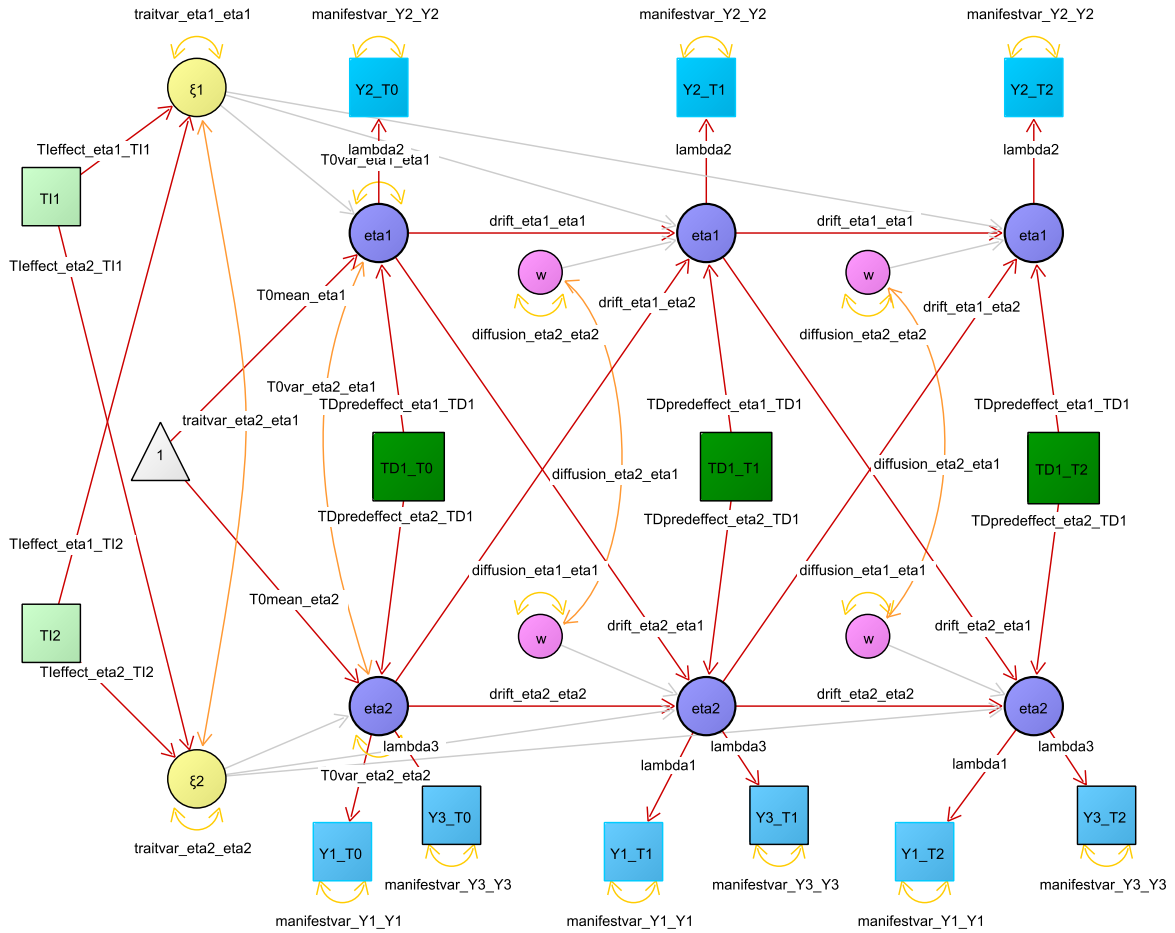 traitvar_eta1_eta1
manifestvar_Y2_Y2
manifestvar_Y2_Y2
manifestvar_Y2_Y2
ξ1
Y2_T0
Y2_T1
Y2_T2
TIeffect_eta1_TI1
lambda2
lambda2
lambda2
T0var_eta1_eta1
TI1
eta1
drift_eta1_eta1
eta1
drift_eta1_eta1
eta1
TIeffect_eta2_TI1
w
w
T0mean_eta1
drift_eta1_eta2
drift_eta1_eta2
diffusion_eta2_eta2
diffusion_eta2_eta2
T0var_eta2_eta1
TDpredeffect_eta1_TD1
TDpredeffect_eta1_TD1
TDpredeffect_eta1_TD1
traitvar_eta2_eta1
1
TD1_T0
diffusion_eta2_eta1
TD1_T1
diffusion_eta2_eta1
TD1_T2
TDpredeffect_eta2_TD1
TDpredeffect_eta2_TD1
TDpredeffect_eta2_TD1
TIeffect_eta1_TI2
diffusion_eta1_eta1
diffusion_eta1_eta1
T0mean_eta2
TI2
w
drift_eta2_eta1
w
drift_eta2_eta1
TIeffect_eta2_TI2
eta2
drift_eta2_eta2
eta2
drift_eta2_eta2
eta2
lambda3
lambda3
lambda3
lambda1
lambda1
ξ2
T0var_eta2_eta2
Y3_T0
Y3_T1
Y3_T2
traitvar_eta2_eta2
Y1_T0
Y1_T1
Y1_T2
manifestvar_Y3_Y3
manifestvar_Y3_Y3
manifestvar_Y3_Y3
manifestvar_Y1_Y1
manifestvar_Y1_Y1
manifestvar_Y1_Y1